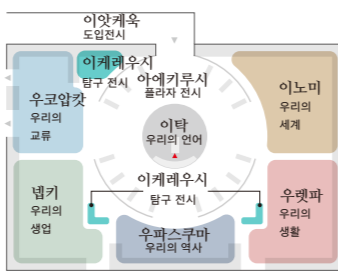 이앗케욱
도입전시
이케레우시
탐구 전시
아에키루시
플라자 전시
우코암캇
우리의
교류
이노미
우리의
세계
이탁
우리의 언어
이케레우시
탐구 전시
넵키
우리의
생업
우파스쿠마
우리의 역사
우렛파
우리의
생활